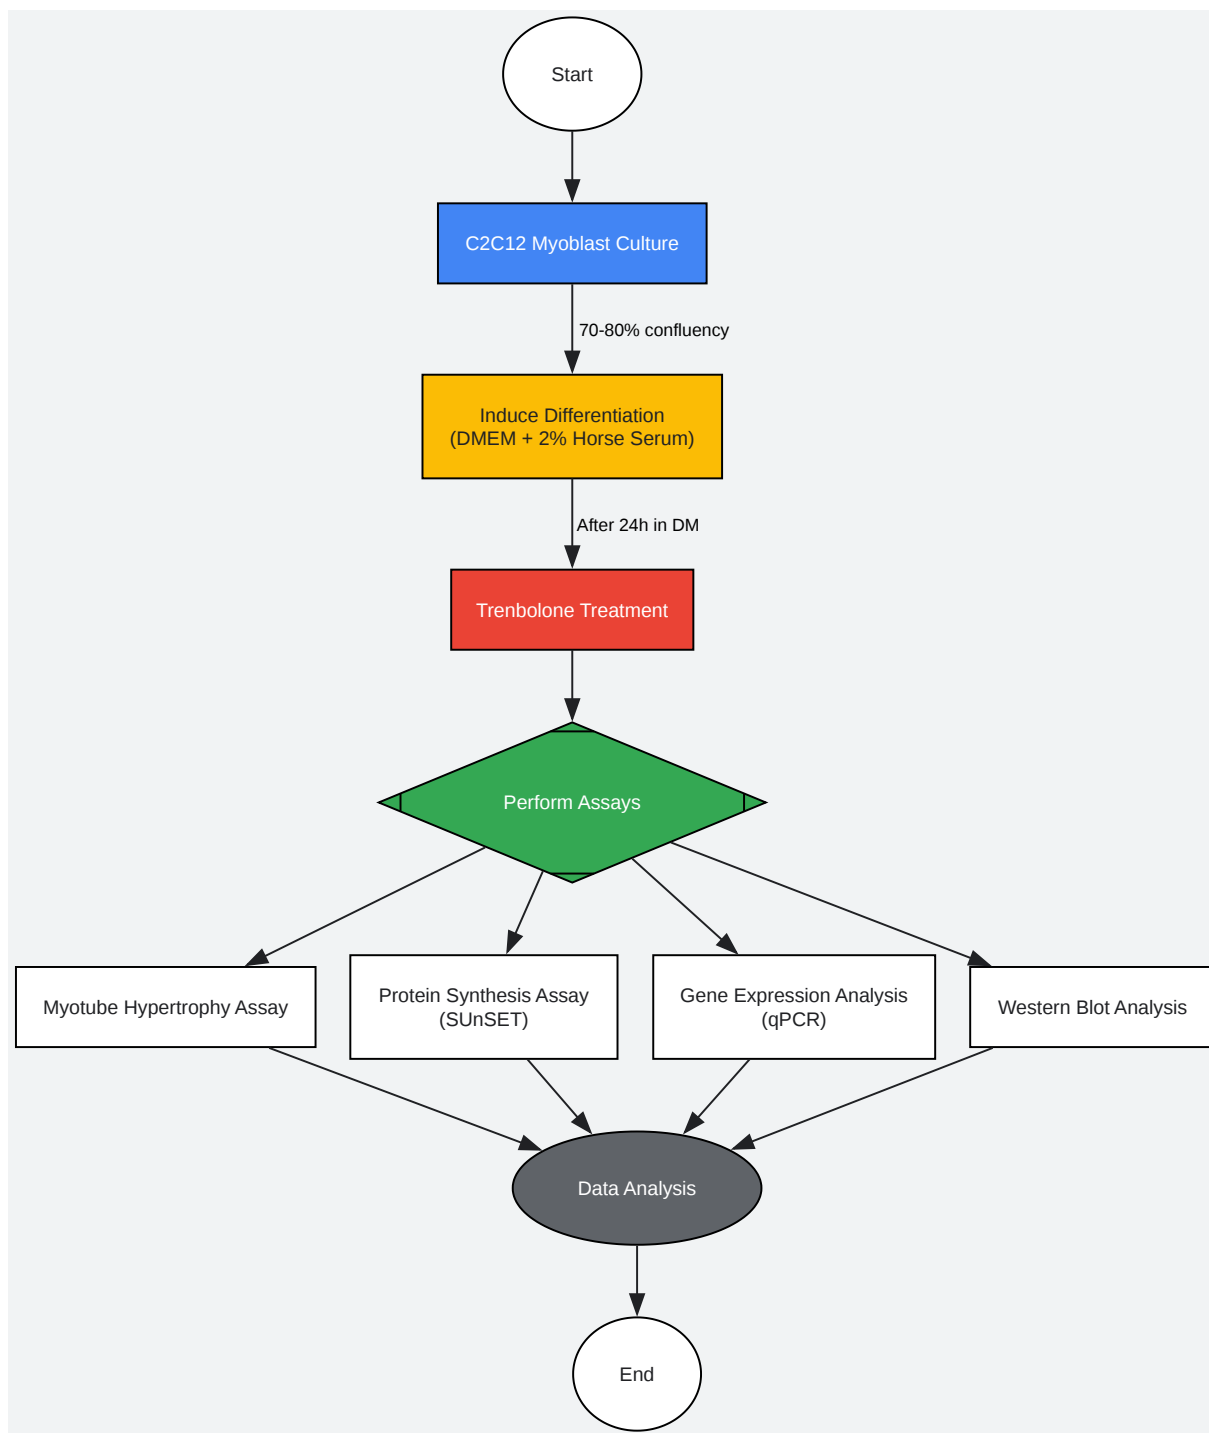 Start
C2C12 Myoblast Culture
70-80% confluency
Induce Differentiation
(DMEM + 2% Horse Serum)
After 24h in DM
Trenbolone Treatment
Perform Assays
Myotube Hypertrophy Assay
Protein Synthesis Assay
(SUnSET)
Gene Expression Analysis
(qPCR)
Western Blot Analysis
Data Analysis
End